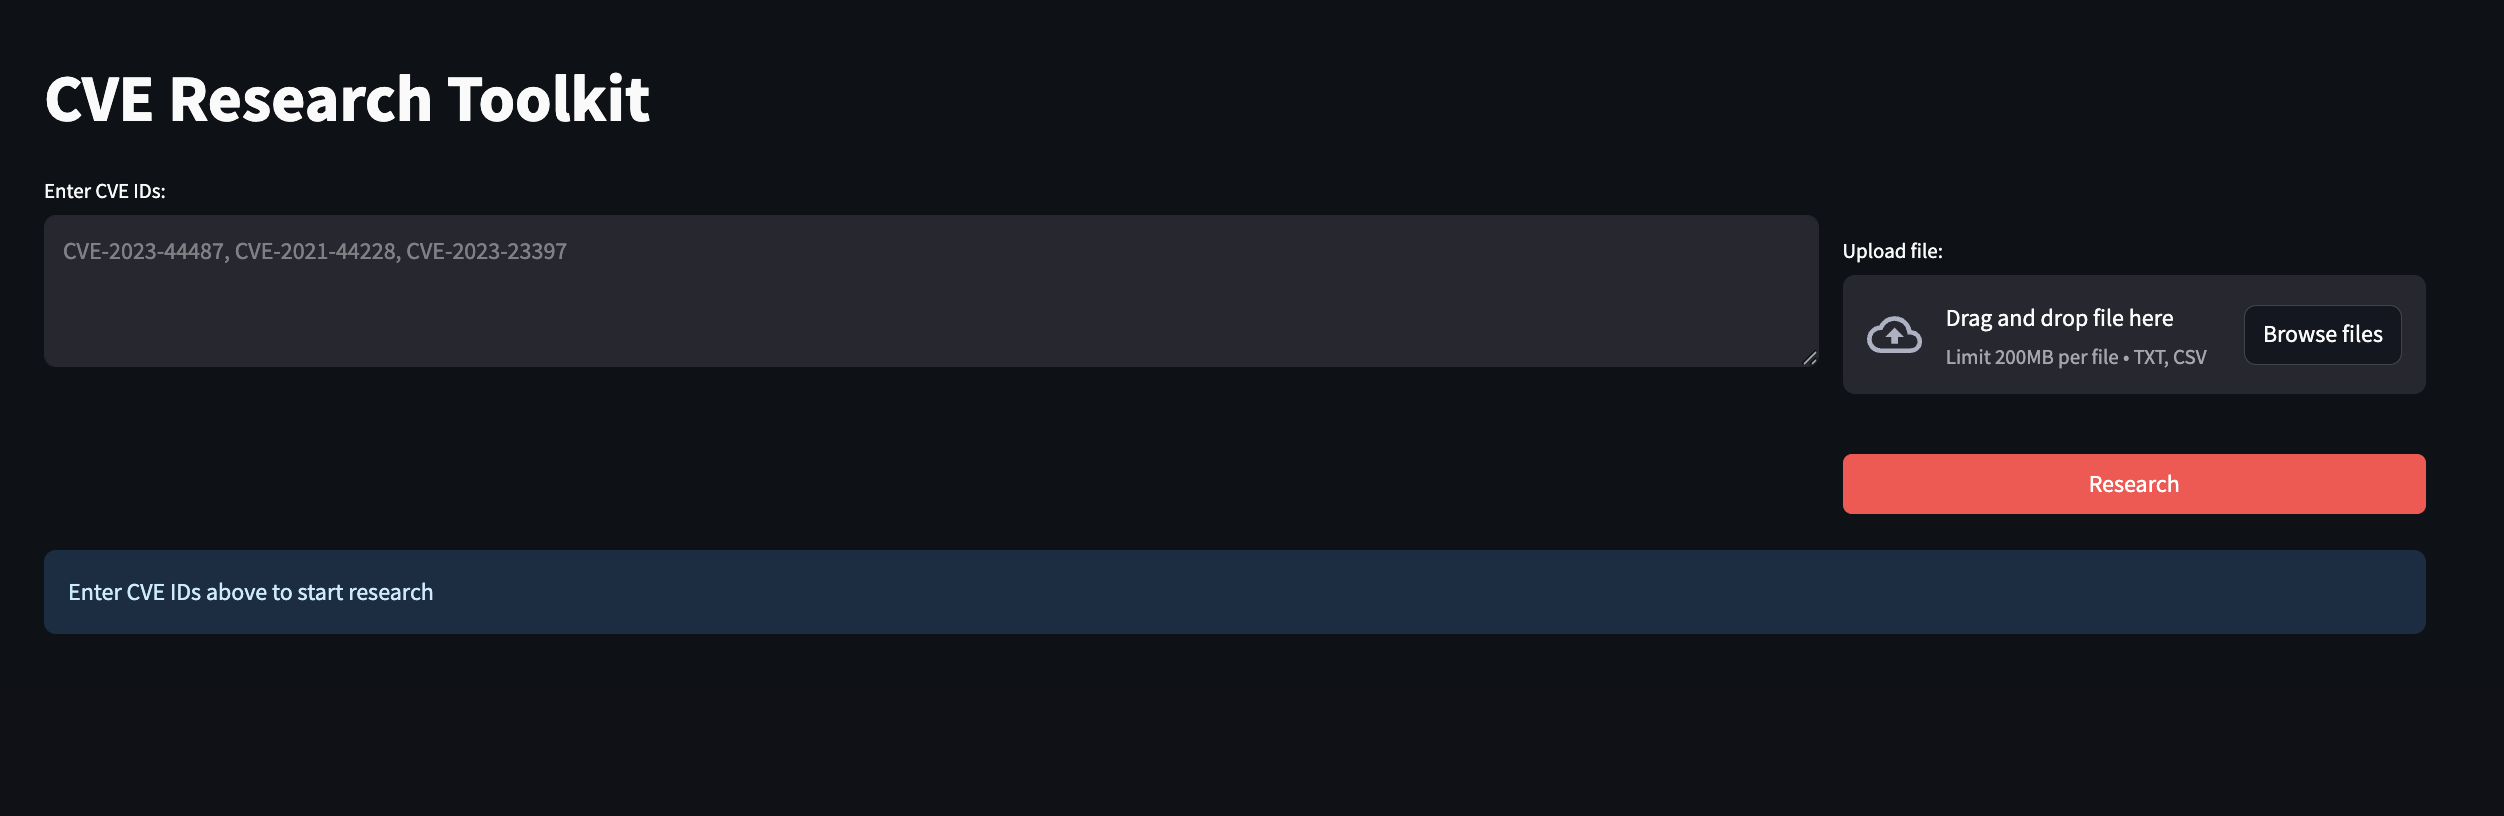 CVE Research Toolkit
Enter CVE IDs:
CVE-2023-44487, CVE-2021-44228, CVE-2023-23397
Upload file:
Drag and drop file here
Limit 200MB per file • TXT, CSV
Browse files
Research
Enter CVE IDs above to start research